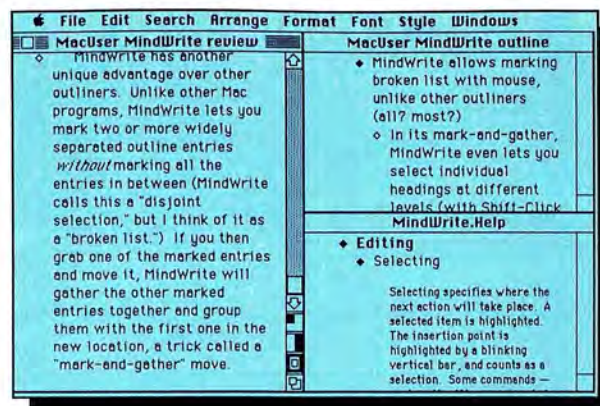 File Edit Search Arrange Format Font Style Windows
MacUser MindWrite review
MindWrite has another
unique advantage over other
outliners. Unlike other Mac
programs, MindWrite lets you
mark two or more widely
separated outline entries
without marking all the
entries in between (MindWrite
calls this a "disjoint
selection," but I think of it as
a "broken list.") If you then
grab one of the marked entries
and move it, MindWrite will
gather the other marked
entries together and group
them with the first one in the
new location, a trick called a
"mark-and-gather" move.
MacUser MindWrite outline
MindWrite allows marking
broken list with mouse,
unlike other outliners
(all? most?)
In its mark-and-gather,
MindWrite even lets you
select individual
headings at different
levels (with Shift-Click
MindWrite.Help
Editing
Selecting
Selecting specifies where the
next action will take place. A
selected item is highlighted.
The insertion point is
highlighted by a blinking
vertical bar, and counts as a
selection. Some commands —